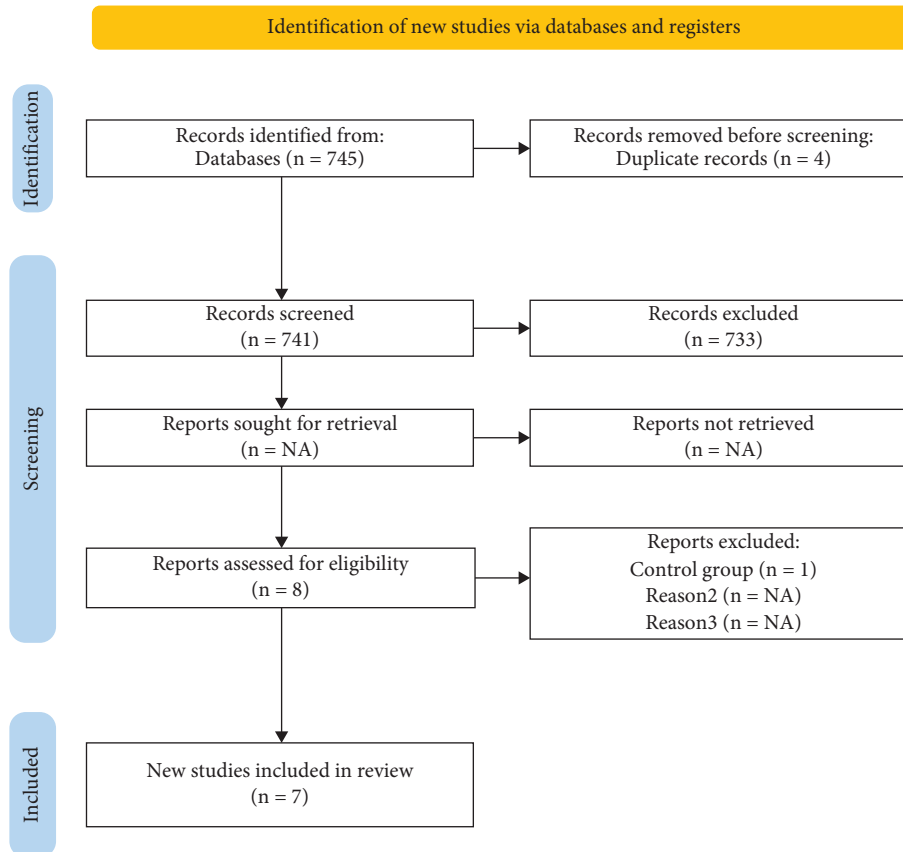 Identification of new studies via databases and registers
Identification
Records identified from:
Databases (n = 745)
Records removed before screening:
Duplicate records (n = 4)
Screening
Records screened
(n = 741)
Records excluded
(n = 733)
Reports sought for retrieval
(n = NA)
Reports not retrieved
(n = NA)
Reports assessed for eligibility
(n = 8)
Reports excluded:
Control group (n = 1)
Reason2 (n = NA)
Reason3 (n = NA)
Included
New studies included in review
(n = 7)